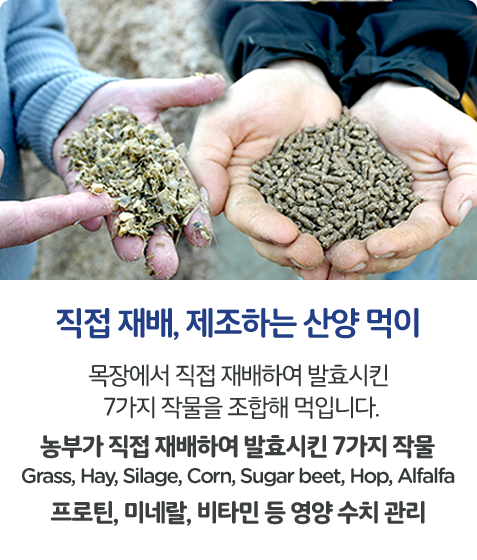 직접 재배, 제조하는 산양 먹이
목장에서 직접 재배하여 발효시킨
7가지 작물을 조합해 먹입니다.
농부가 직접 재배하여 발효시킨 7가지 작물
Grass, Hay, Silage, Corn, Sugar beet, Hop, Alfalfa
프로틴, 미네랄, 비타민 등 영양 수치 관리